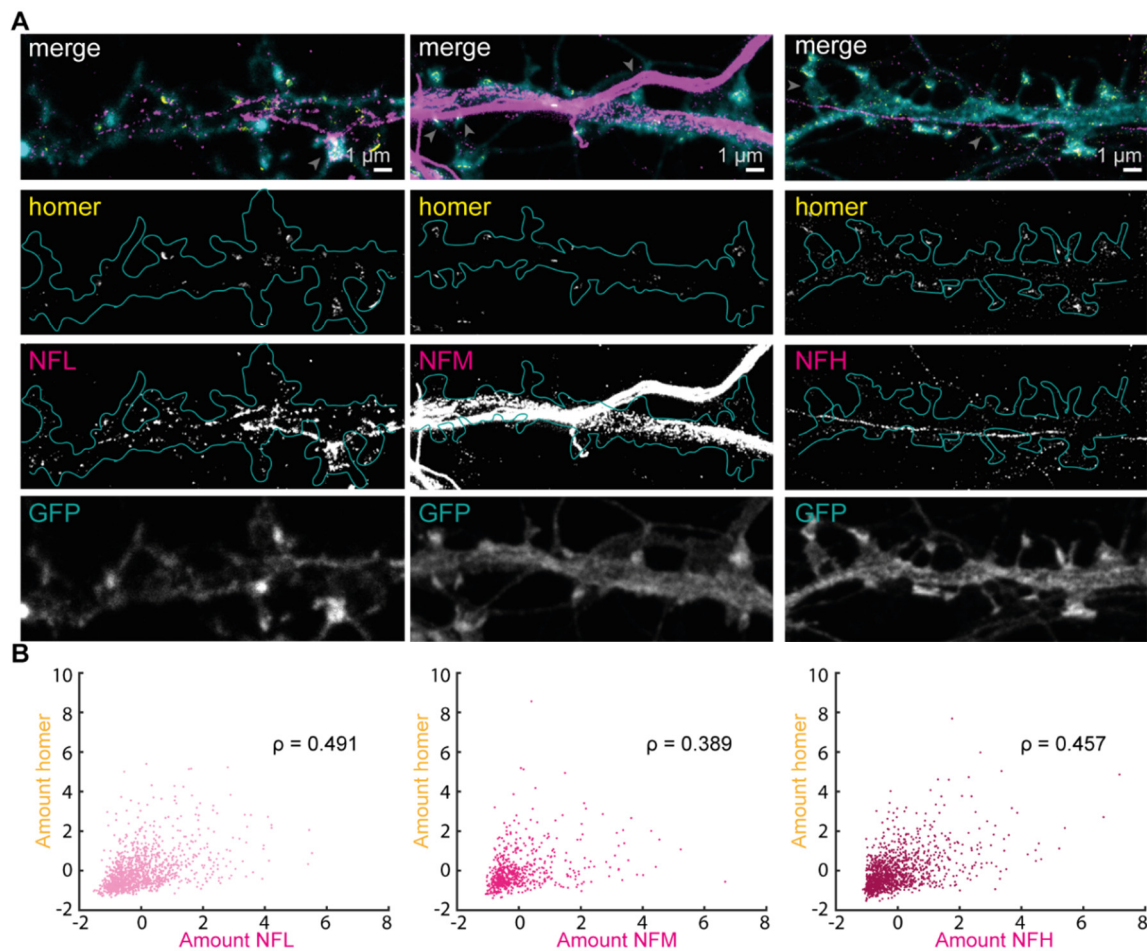 A
merge
1 µm
merge
1 µm
merge
1 µm
homer
homer
homer
NFL
NFM
NFH
GFP
GFP
GFP
B
10
8
6
4
2
0
-2
Amount homer
ρ = 0.491
-2 0 2 4 6 8
Amount NFL
10
8
6
4
2
0
-2
Amount homer
ρ = 0.389
-2 0 2 4 6 8
Amount NFM
10
8
6
4
2
0
-2
Amount homer
ρ = 0.457
-2 0 2 4 6 8
Amount NFH